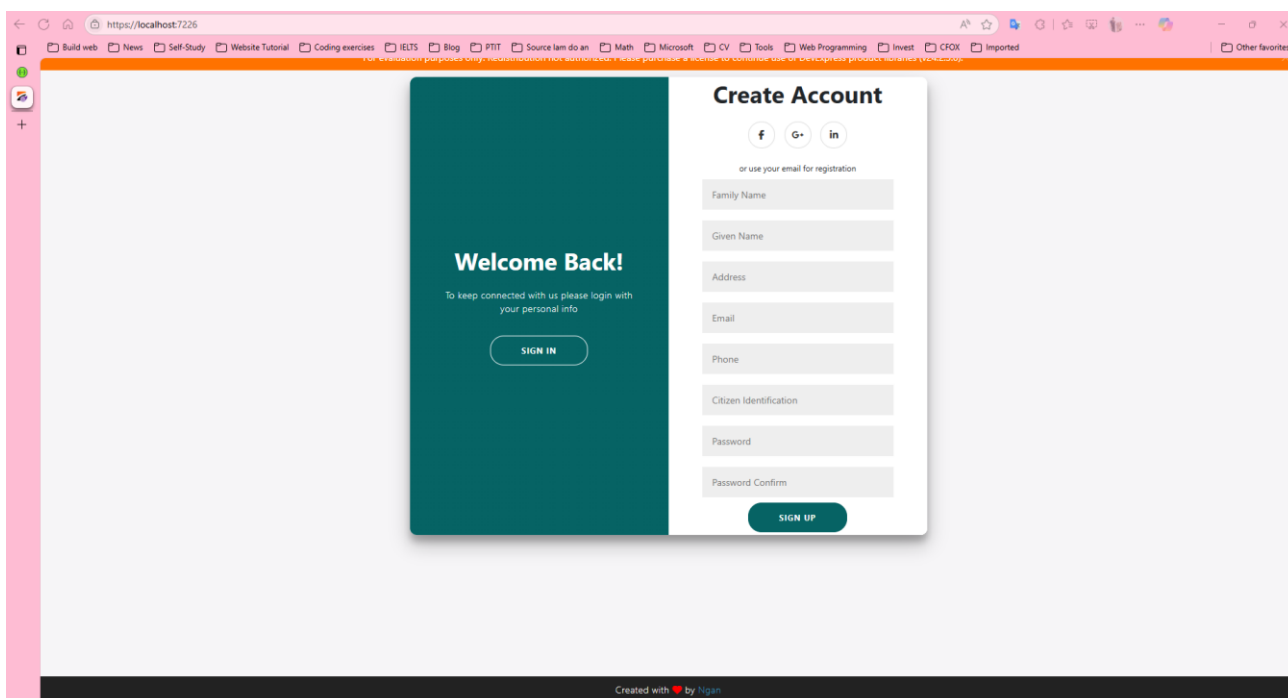 https://localhost:7226
Build web News Self-Study Website Tutorial Coding exercises IELTS Blog PTIT Source lam do an Math Microsoft CV Tools Web Programming Invest CFOX Imported Other favorites
For evaluation purposes only. Redistribution not authorized. Please purchase a license to continue use of DevExpress product libraries (v24.2.3.0).
Create Account
f G+ in
or use your email for registration
Family Name
Given Name
Address
Email
Phone
Citizen Identification
Password
Password Confirm
SIGN UP
Welcome Back!
To keep connected with us please login with
your personal info
SIGN IN
Created with ❤ by Ngan